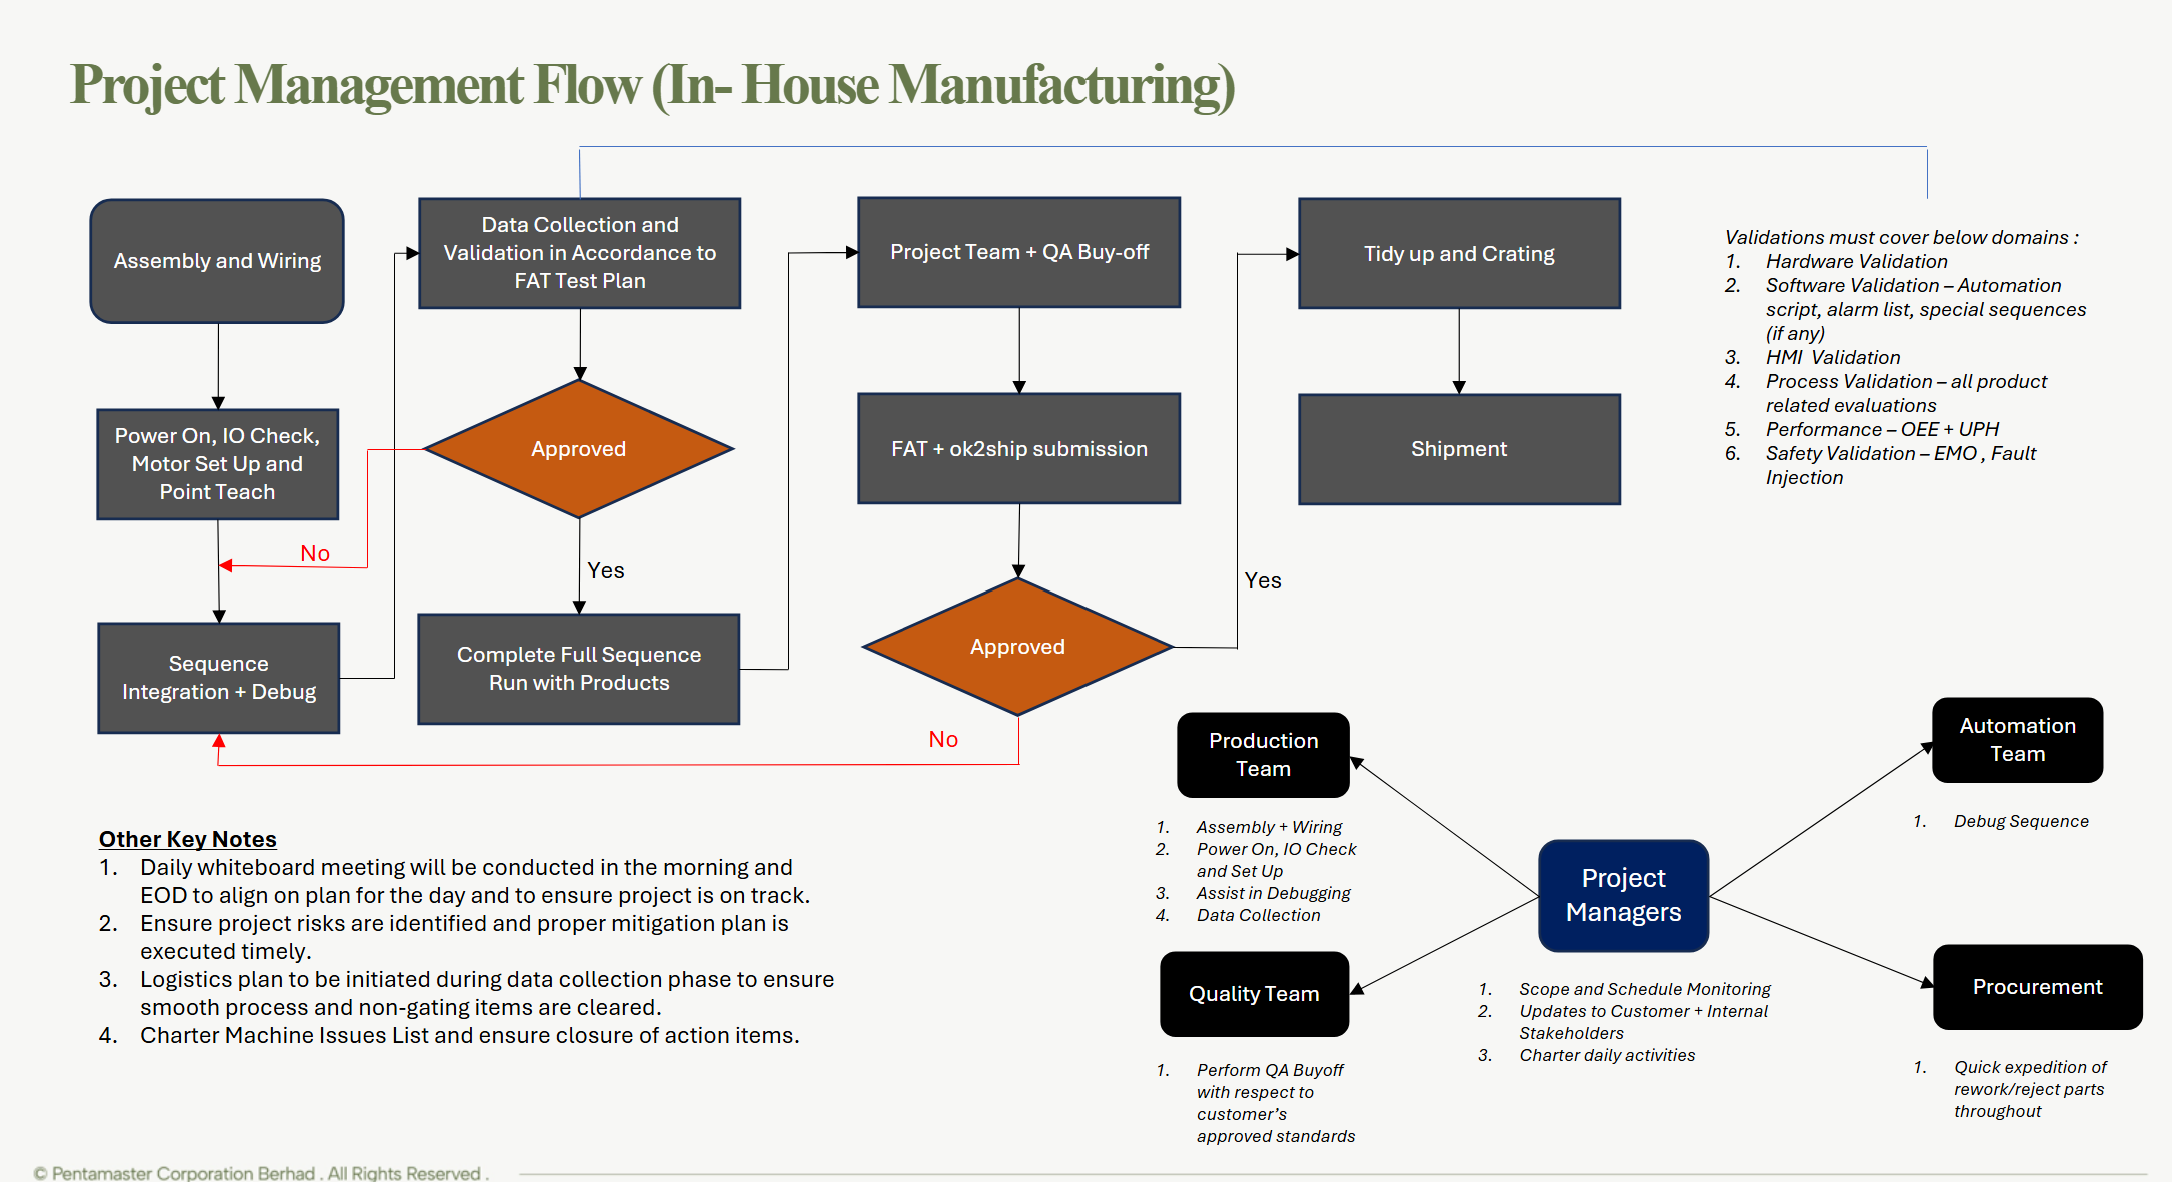 Project Management Flow (In- House Manufacturing)
Assembly and Wiring
Power On, IO Check,
Motor Set Up and
Point Teach
No
Sequence
Integration + Debug
Data Collection and
Validation in Accordance to
FAT Test Plan
Approved
Yes
Complete Full Sequence
Run with Products
Project Team + QA Buy-off
FAT + ok2ship submission
Approved
No
Yes
Tidy up and Crating
Shipment
Validations must cover below domains :
1. Hardware Validation
2. Software Validation – Automation
script, alarm list, special sequences
(if any)
3. HMI Validation
4. Process Validation – all product
related evaluations
5. Performance – OEE + UPH
6. Safety Validation – EMO , Fault
Injection
Other Key Notes
1. Daily whiteboard meeting will be conducted in the morning and
EOD to align on plan for the day and to ensure project is on track.
2. Ensure project risks are identified and proper mitigation plan is
executed timely.
3. Logistics plan to be initiated during data collection phase to ensure
smooth process and non-gating items are cleared.
4. Charter Machine Issues List and ensure closure of action items.
Production
Team
1. Assembly + Wiring
2. Power On, IO Check
and Set Up
3. Assist in Debugging
4. Data Collection
Quality Team
1. Perform QA Buyoff
with respect to
customer’s
approved standards
Project
Managers
1. Scope and Schedule Monitoring
2. Updates to Customer + Internal
Stakeholders
3. Charter daily activities
Automation
Team
1. Debug Sequence
Procurement
1. Quick expedition of
rework/reject parts
throughout
© Pentamaster Corporation Berhad . All Rights Reserved .